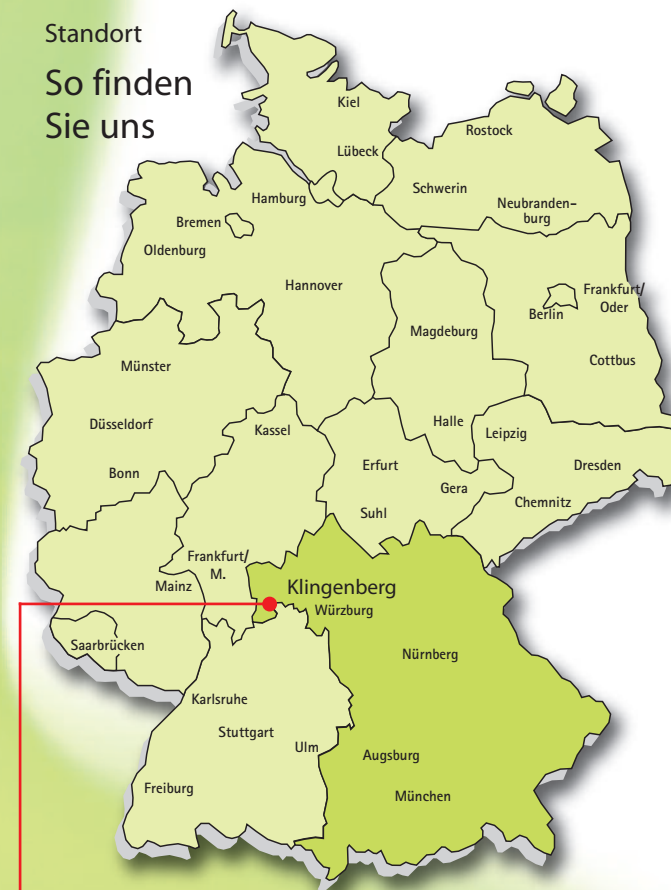 Standort
So finden
Sie uns
Kiel
Rostock
Lübeck
Schwerin
Hamburg
Neubranden-
burg
Bremen
Oldenburg
Hannover
Frankfurt/
Oder
Berlin
Magdeburg
Münster
Cottbus
Düsseldorf
Halle
Kassel
Leipzig
Erfurt
Dresden
Bonn
Gera
Chemnitz
Suhl
Frankfurt/
M.
Mainz
Klingenberg
Würzburg
Saarbrücken
Nürnberg
Karlsruhe
Stuttgart
Ulm
Augsburg
Freiburg
München